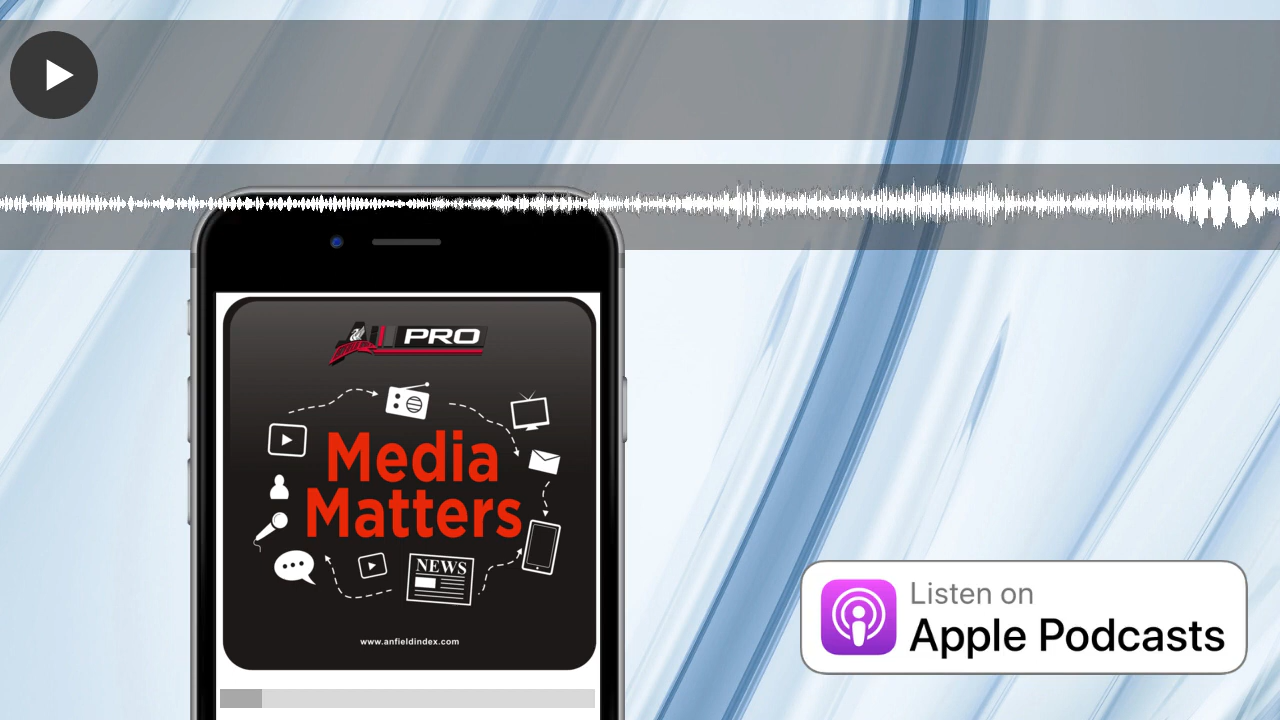 PRO
Media
Matters
NEWS
www.anfieldindex.com
Listen on
Apple Podcasts